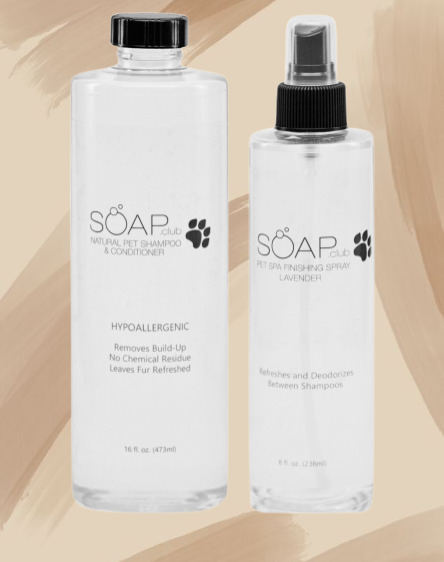 SOAP.club
NATURAL PET SHAMPOO
& CONDITIONER
HYPOALLERGENIC
Removes Build-Up
No Chemical Residue
Leaves Fur Refreshed
16 fl. oz. (473ml)
SOAP.club
PET SPA FINISHING SPRAY
LAVENDER
Refreshes and Deodorizes
Between Shampoos
8 fl. oz. (236ml)